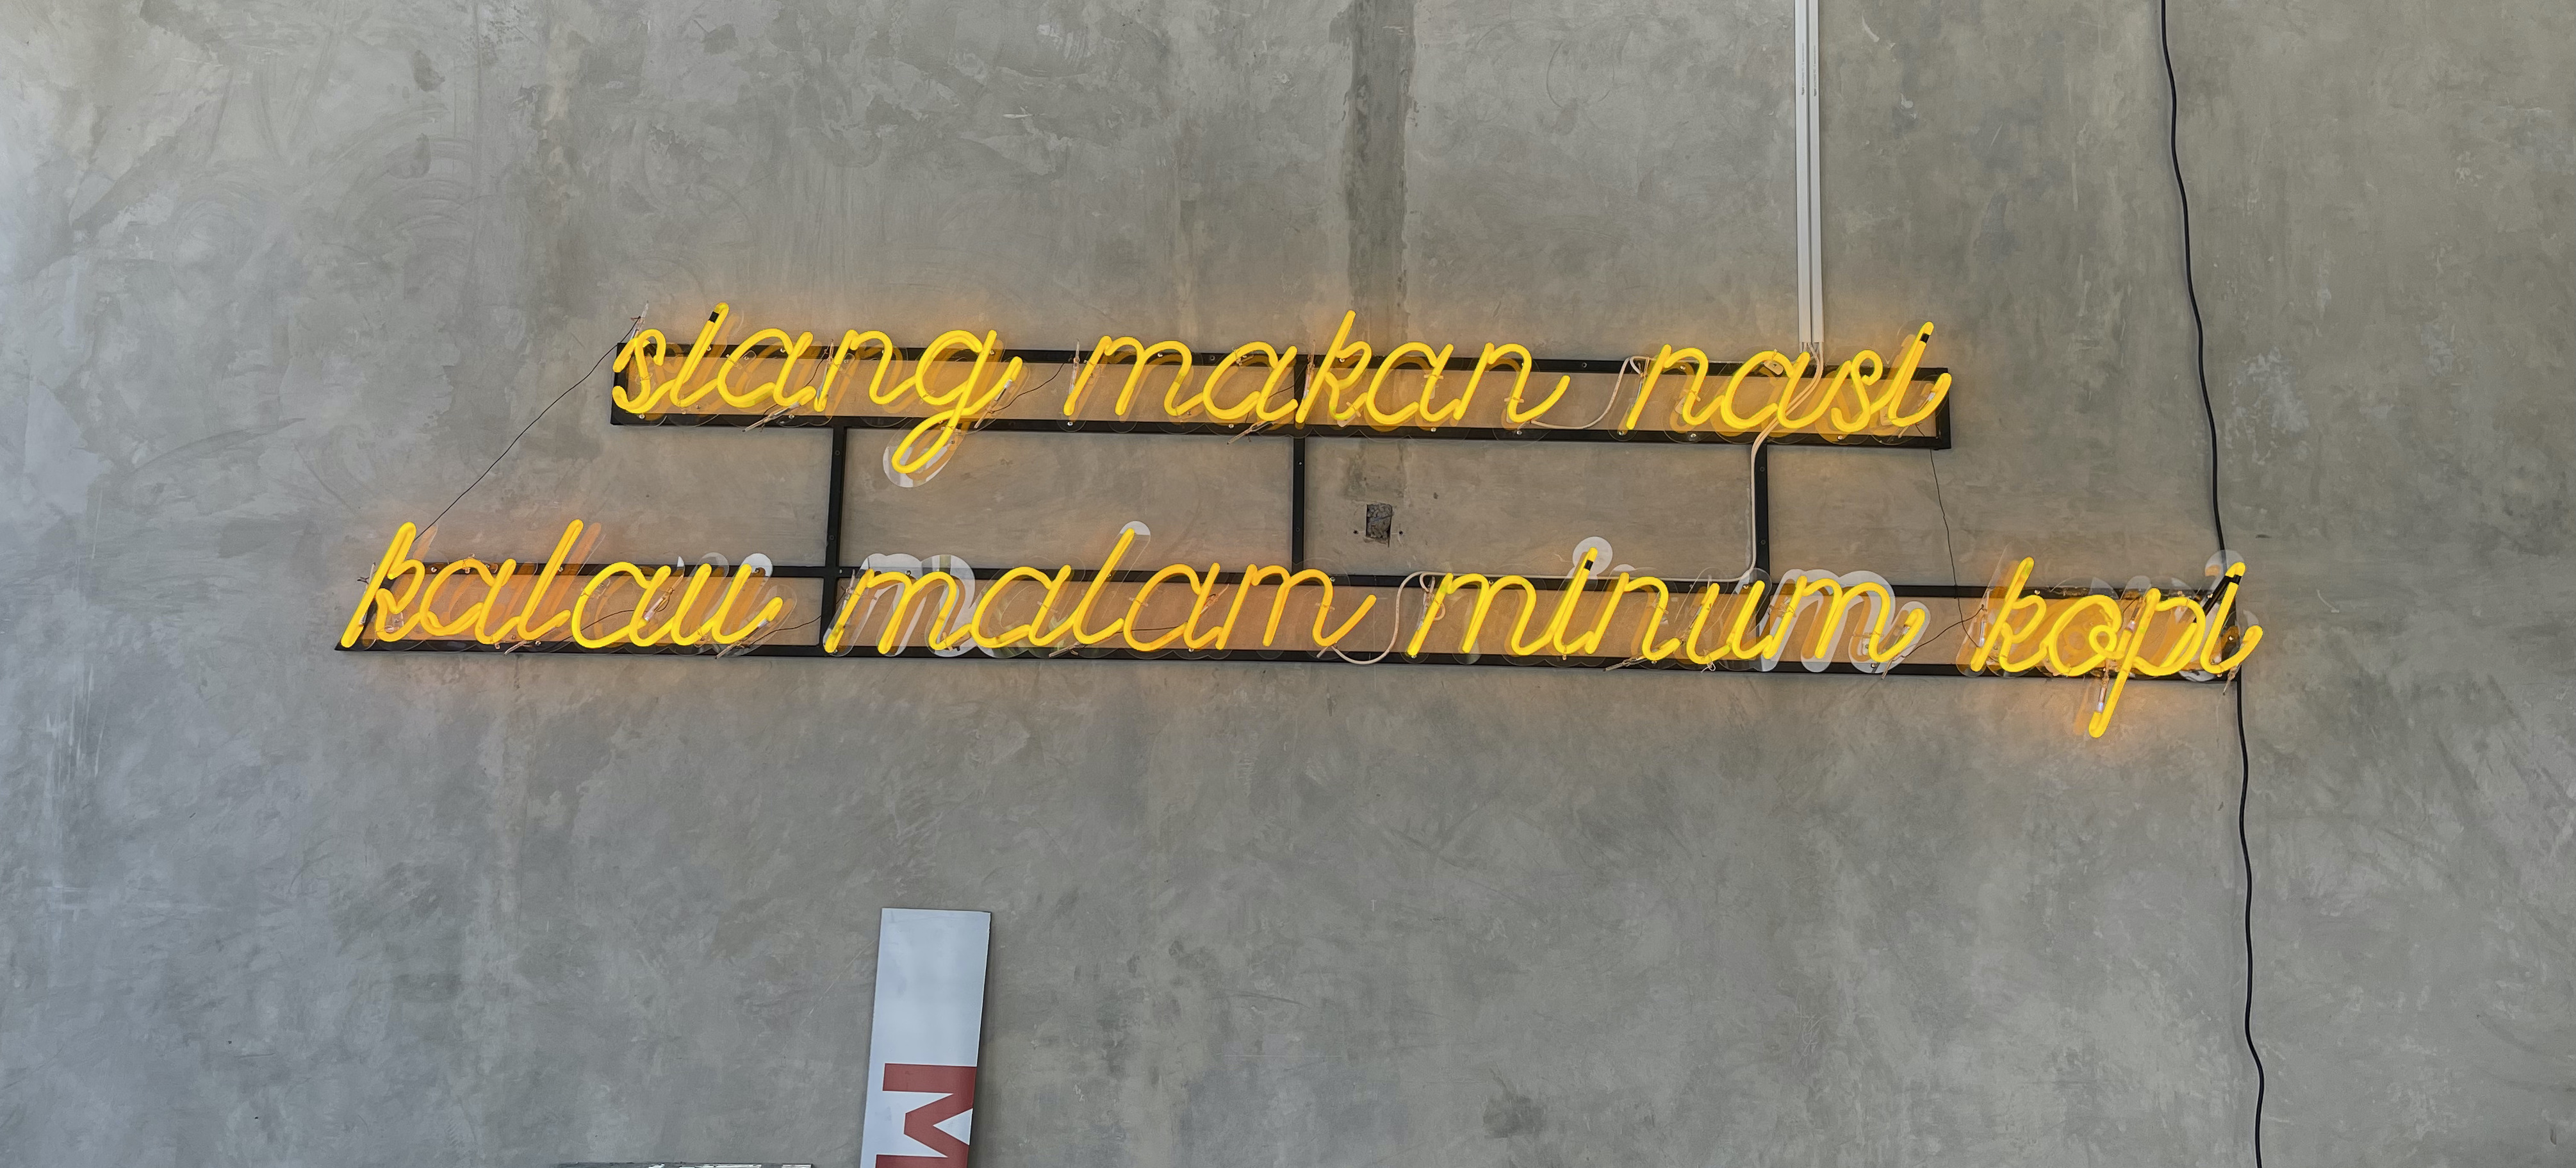 siang makan nasi
kalau malam minum kopi
M